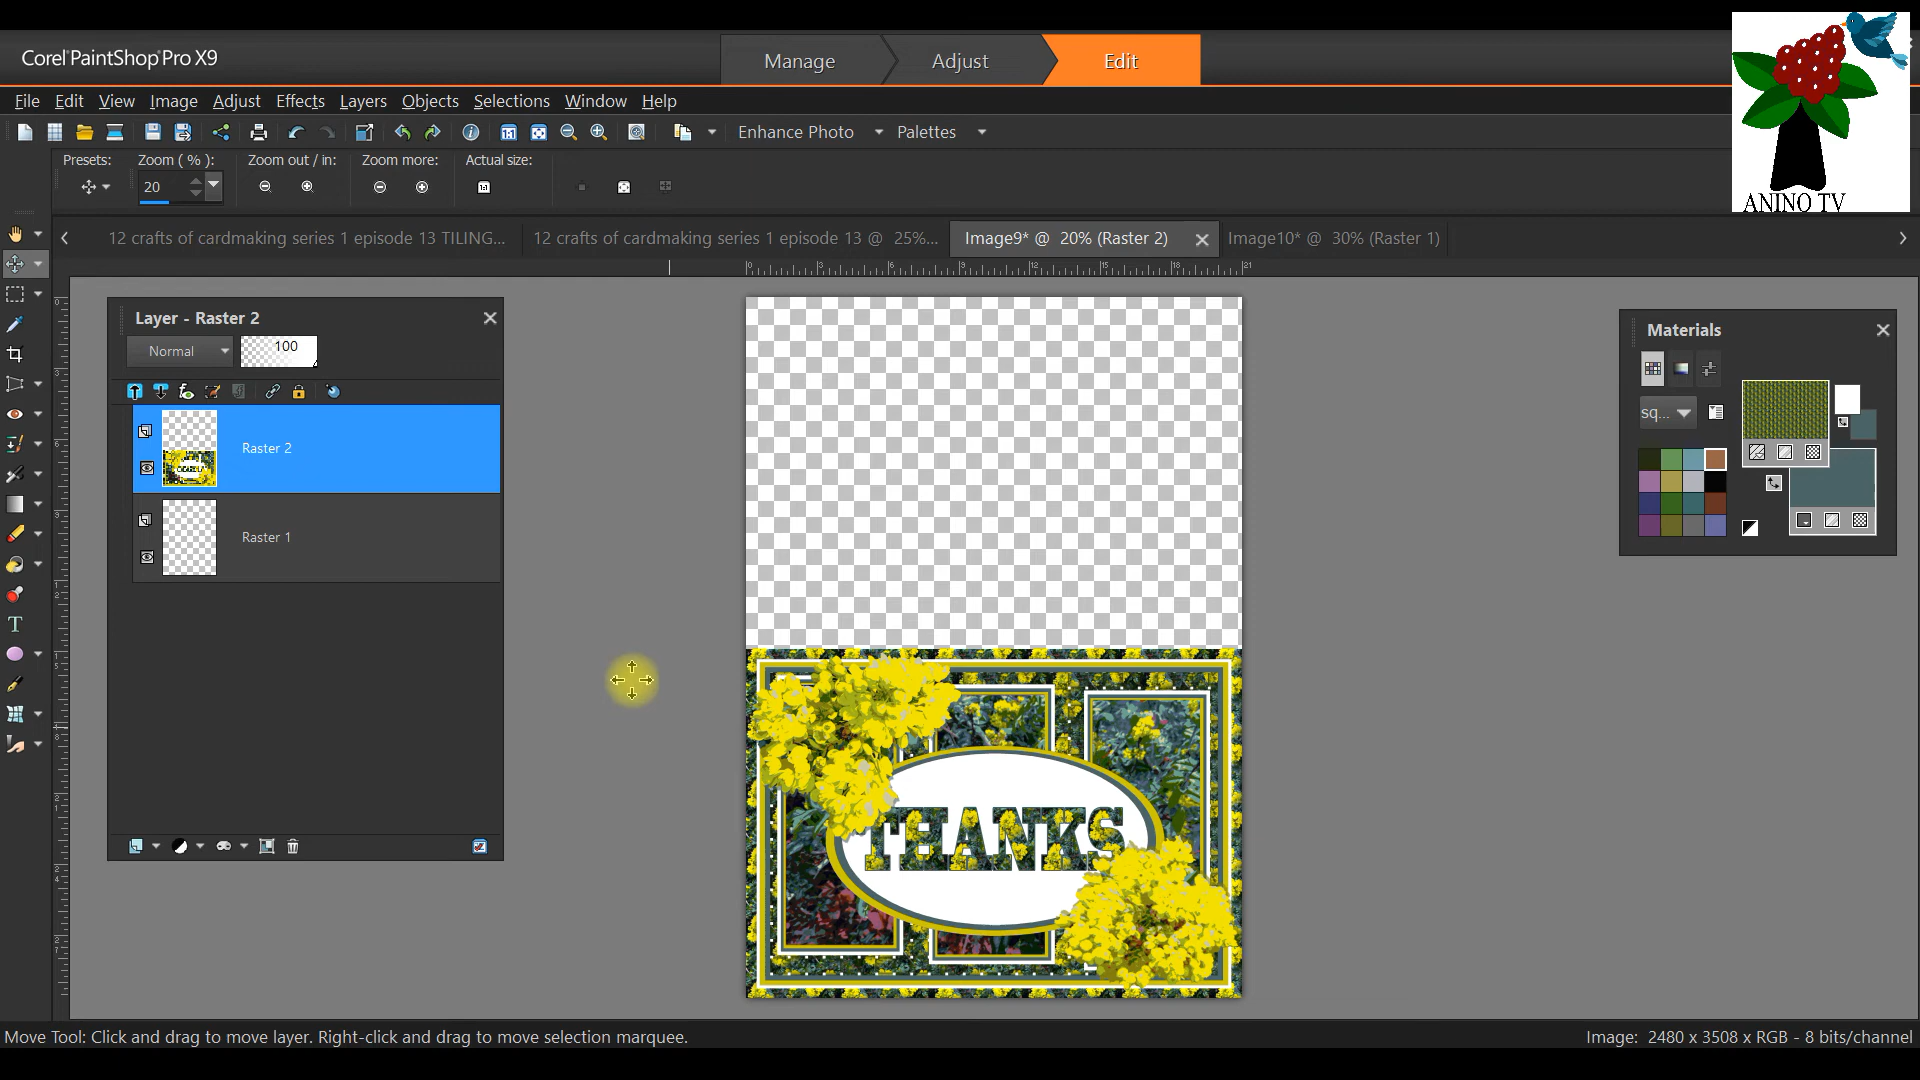 Corel PaintShop Pro X9
Manage
Adjust
Edit
File Edit View Image Adjust Effects Layers Objects Selections Window Help
Enhance Photo
Palettes
Presets:
Zoom ( % ):
Zoom out / in:
Zoom more:
Actual size:
20
ANINO TV
12 crafts of cardmaking series 1 episode 13 TILING...
12 crafts of cardmaking series 1 episode 13 @ 25%...
Image9* @ 20% (Raster 2)
Image10* @ 30% (Raster 1)
Layer - Raster 2
Normal
100
Raster 2
Raster 1
Materials
sq...
THANKS
Move Tool: Click and drag to move layer. Right-click and drag to move selection marquee.
Image: 2480 x 3508 x RGB - 8 bits/channel